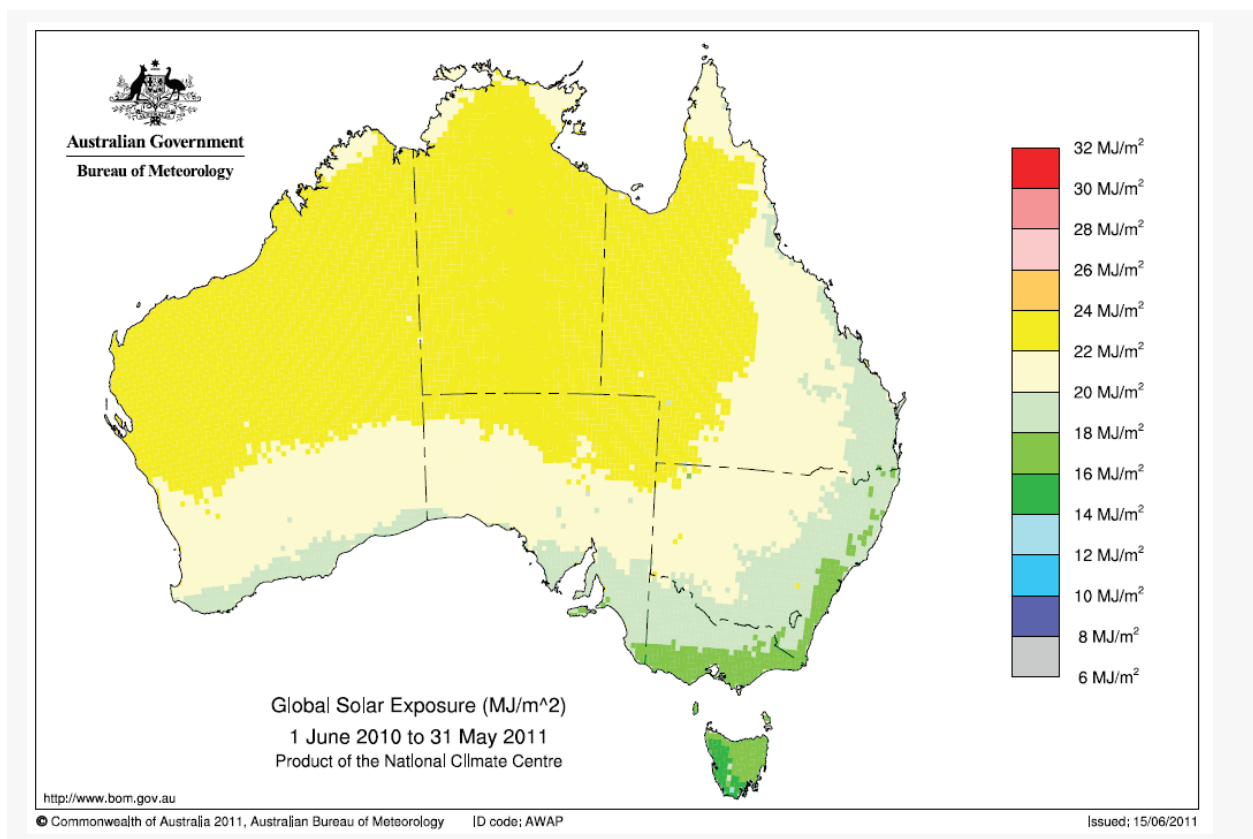 Australian Government
Bureau of Meteorology
32 MJ/m²
30 MJ/m²
28 MJ/m²
26 MJ/m²
24 MJ/m²
22 MJ/m²
20 MJ/m²
18 MJ/m²
16 MJ/m²
14 MJ/m²
12 MJ/m²
10 MJ/m²
8 MJ/m²
6 MJ/m²
Global Solar Exposure (MJ/m^2)
1 June 2010 to 31 May 2011
Product of the National Climate Centre
http://www.bom.gov.au
© Commonwealth of Australia 2011, Australian Bureau of Meteorology ID code: AWAP Issued: 15/06/2011